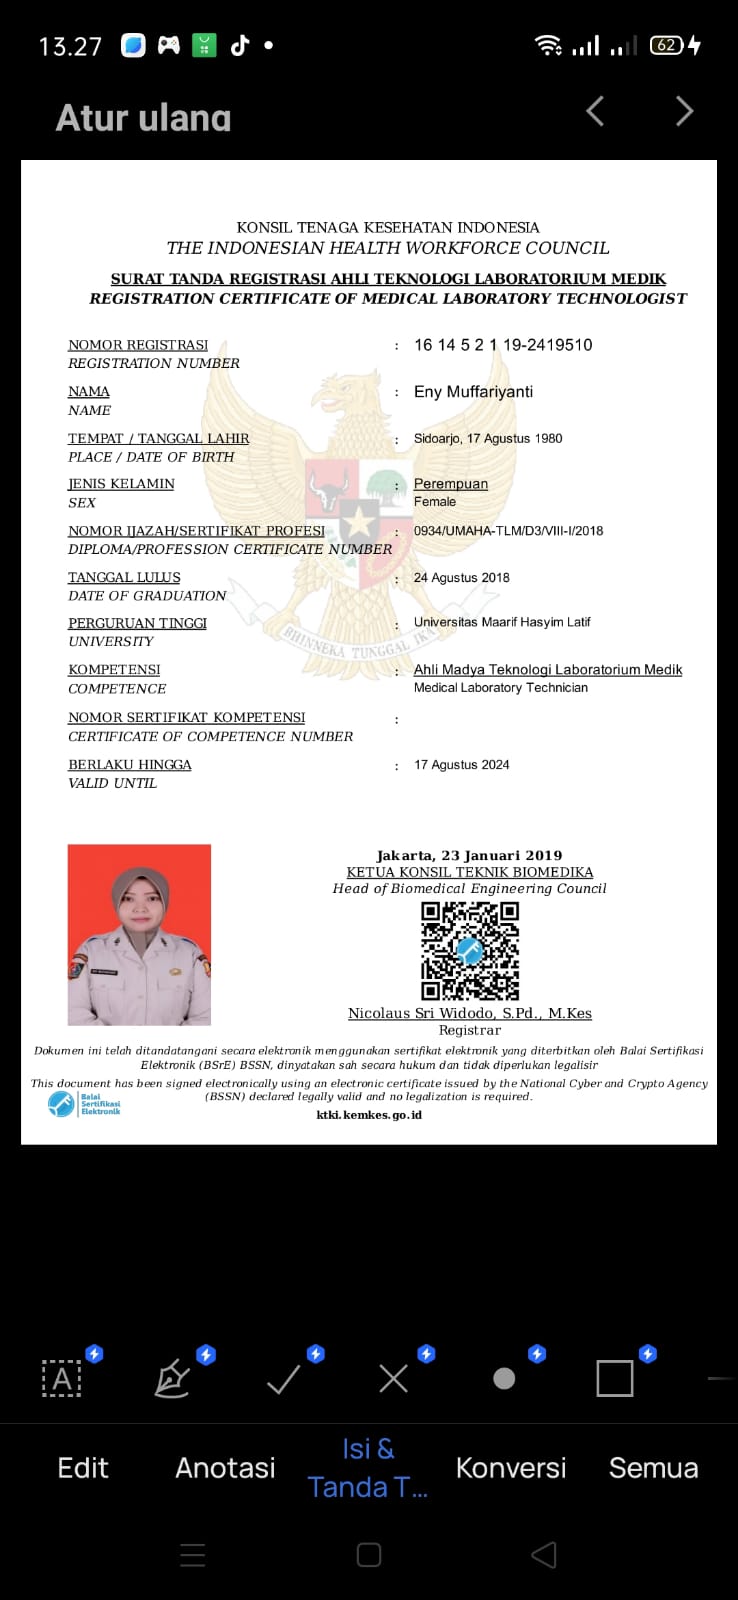 13.27
62
Atur ulang
KONSIL TENAGA KESEHATAN INDONESIA
THE INDONESIAN HEALTH WORKFORCE COUNCIL
SURAT TANDA REGISTRASI AHLI TEKNOLOGI LABORATORIUM MEDIK
REGISTRATION CERTIFICATE OF MEDICAL LABORATORY TECHNOLOGIST
NOMOR REGISTRASI : 16 14 5 2 1 19-2419510
REGISTRATION NUMBER
NAMA : Eny Muffariyanti
NAME
TEMPAT / TANGGAL LAHIR : Sidoarjo, 17 Agustus 1980
PLACE / DATE OF BIRTH
JENIS KELAMIN : Perempuan
SEX Female
NOMOR IJAZAH/SERTIFIKAT PROFESI : 0934/UMAHA-TLM/D3/VIII-I/2018
DIPLOMA/PROFESSION CERTIFICATE NUMBER
TANGGAL LULUS : 24 Agustus 2018
DATE OF GRADUATION
PERGURUAN TINGGI : Universitas Maarif Hasyim Latif
UNIVERSITY
BHINNEKA TUNGGAL IKA
KOMPETENSI : Ahli Madya Teknologi Laboratorium Medik
COMPETENCE Medical Laboratory Technician
NOMOR SERTIFIKAT KOMPETENSI :
CERTIFICATE OF COMPETENCE NUMBER
BERLAKU HINGGA : 17 Agustus 2024
VALID UNTIL
Jakarta, 23 Januari 2019
KETUA KONSIL TEKNIK BIOMEDIKA
Head of Biomedical Engineering Council
Nicolaus Sri Widodo, S.Pd., M.Kes
Registrar
Dokumen ini telah ditandatangani secara elektronik menggunakan sertifikat elektronik yang diterbitkan oleh Balai Sertifikasi
Elektronik (BSrE) BSSN, dinyatakan sah secara hukum dan tidak diperlukan legalisir
This document has been signed electronically using an electronic certificate issued by the National Cyber and Crypto Agency
(BSSN) declared legally valid and no legalization is required.
Balai
Sertifikasi
Elektronik
ktki.kemkes.go.id
A
Edit
Anotasi
Isi &
Tanda T...
Konversi
Semua